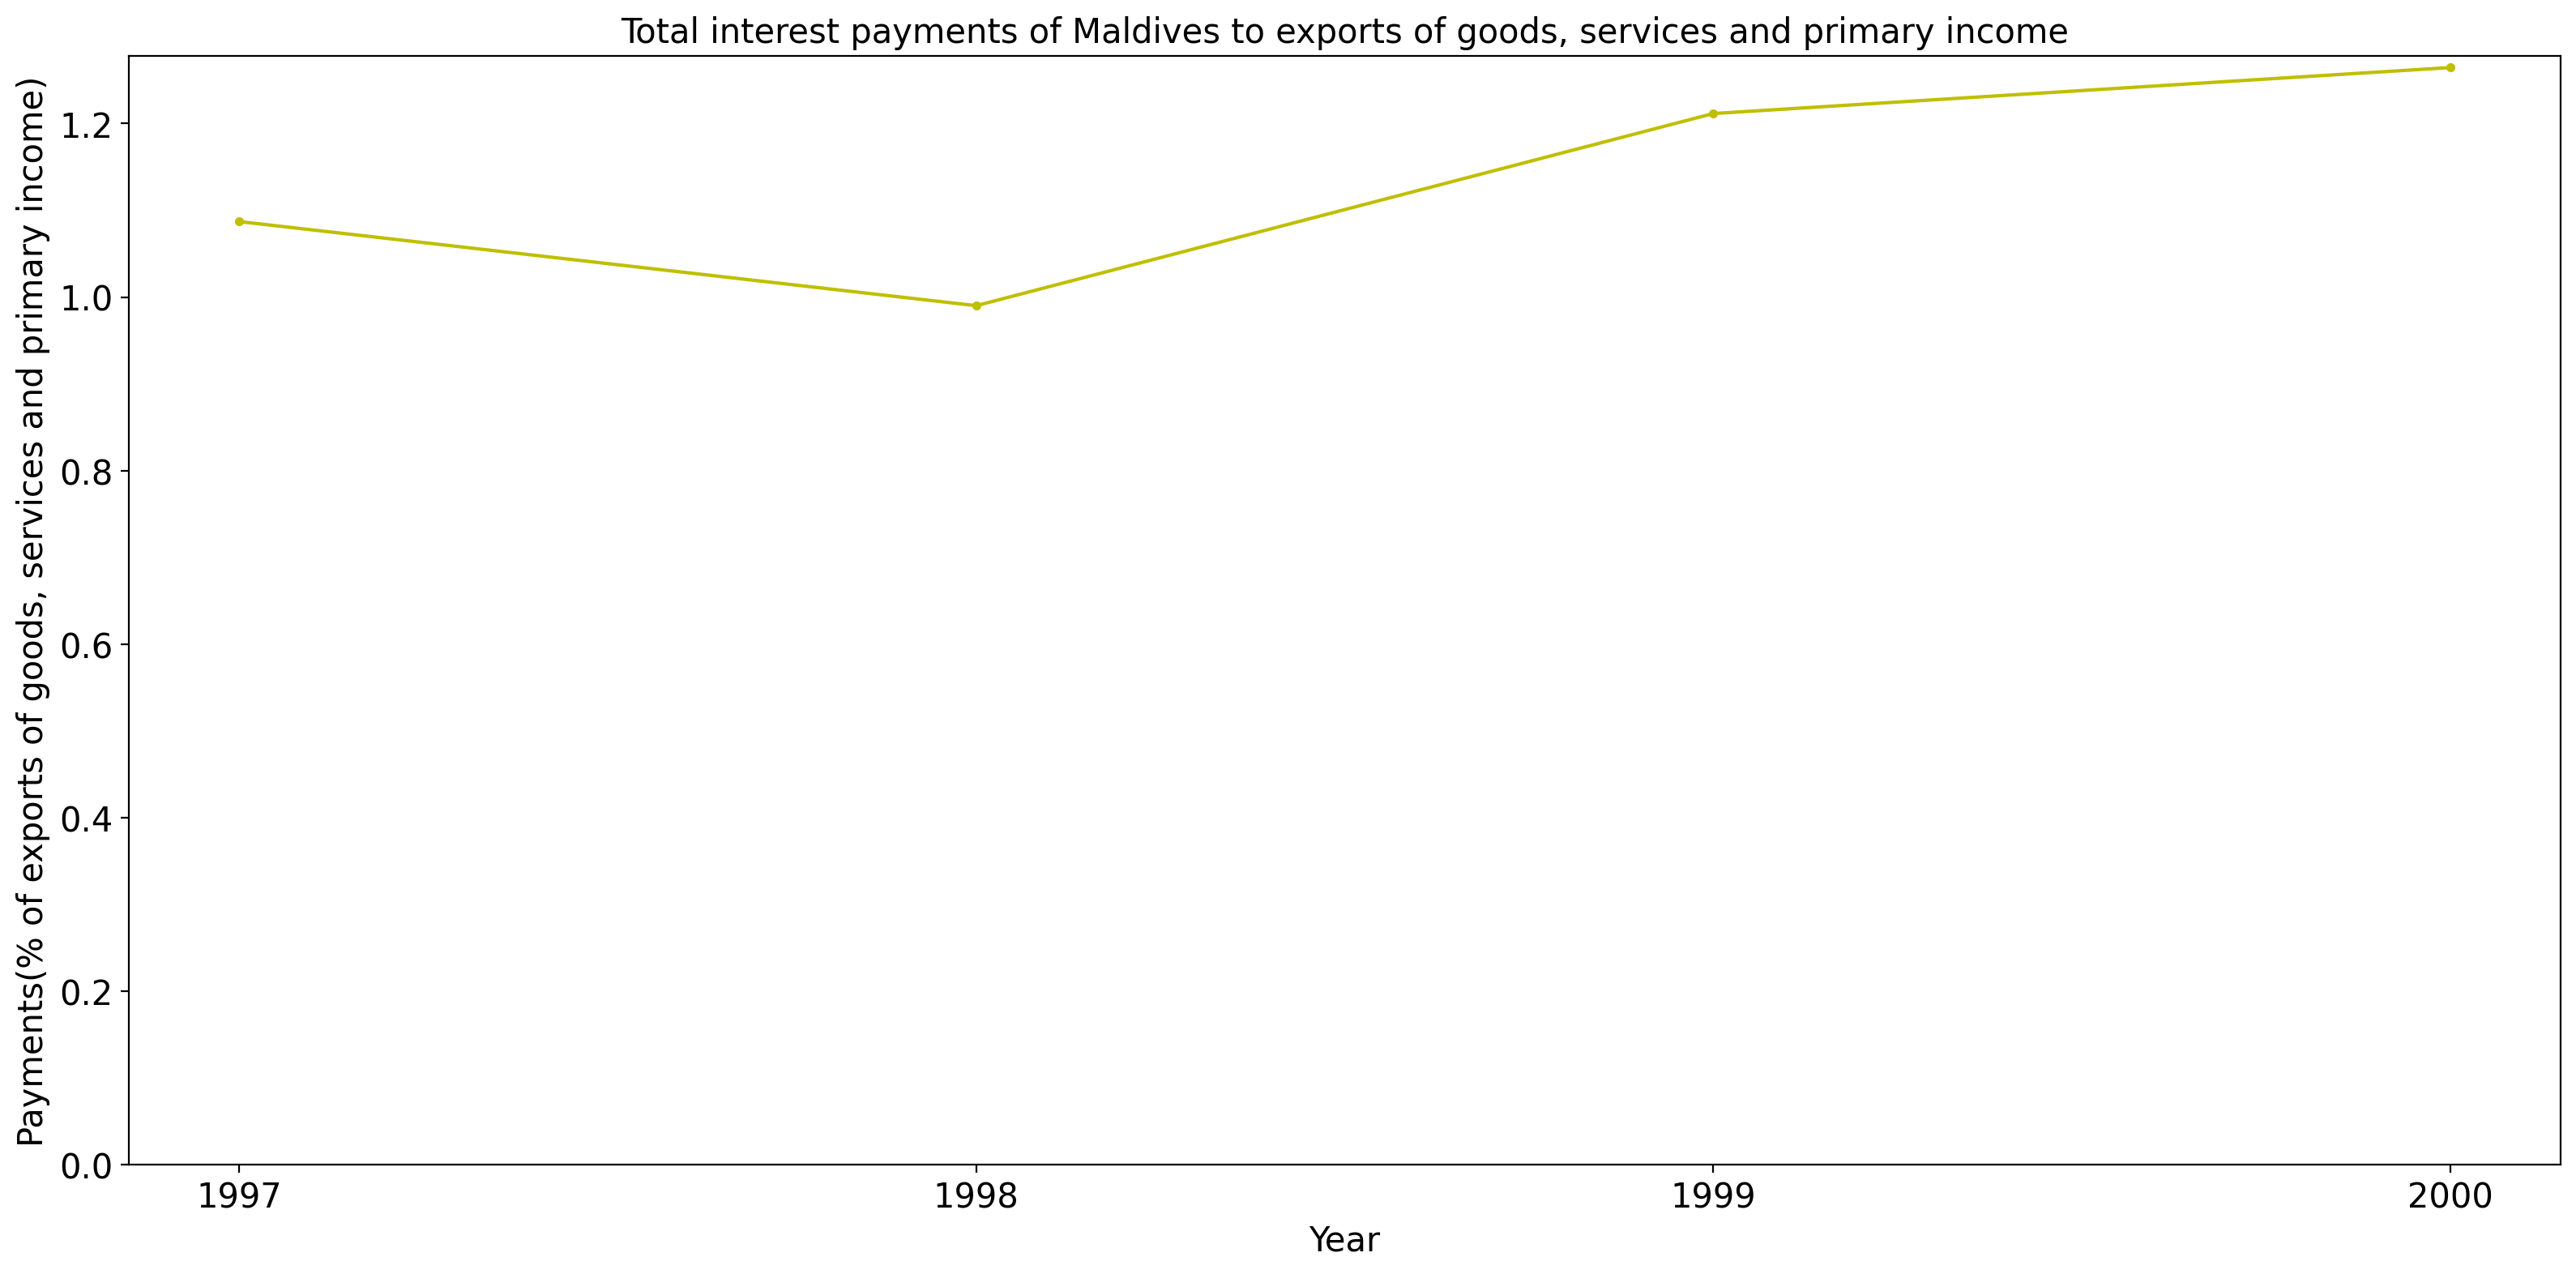 Total interest payments of Maldives to exports of goods, services and primary income
Payments(% of exports of goods, services and primary income)
1.2
1.0
0.8
0.6
0.4
0.2
0.0
1997 1998 1999 2000
Year